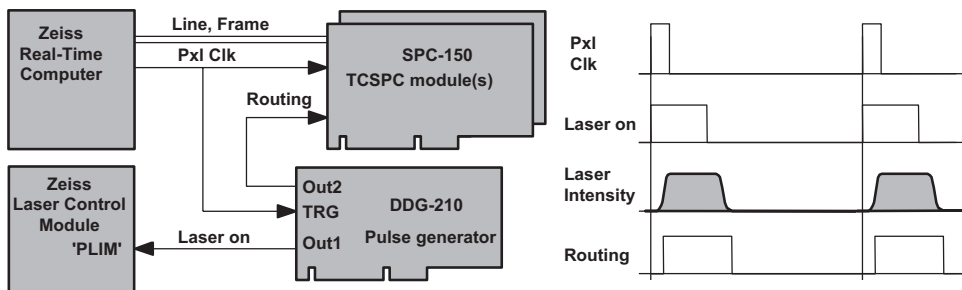 Zeiss
Real-Time
Computer
Line, Frame
Pxl Clk
Routing
SPC-150
TCSPC module(s)
Zeiss
Laser Control
Module
'PLIM'
Laser on
Out2
TRG
Out1
DDG-210
Pulse generator
Pxl
Clk
Laser on
Laser
Intensity
Routing